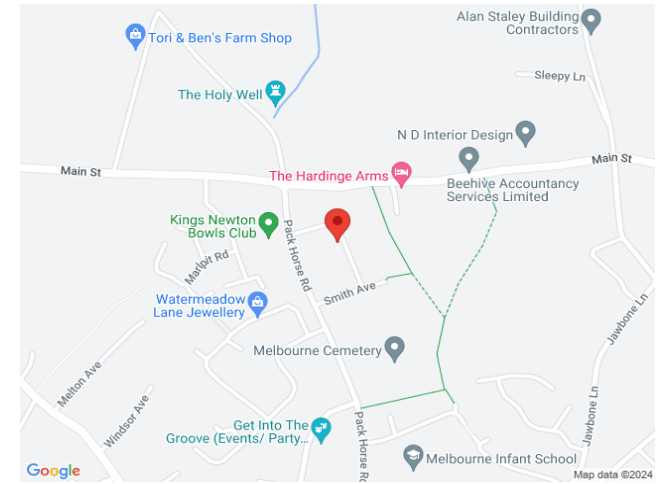 Alan Staley Building
Contractors
Tori & Ben's Farm Shop
Sleepy Ln
The Holy Well
N D Interior Design
Main St
Main St
The Hardinge Arms
Beehive Accountancy
Services Limited
Kings Newton
Bowls Club
Pack Horse Rd
Marlpit Rd
Smith Ave
Watermeadow
Lane Jewellery
Jawbone Ln
Melbourne Cemetery
Melton Ave
Windsor Ave
Jawbone Ln
Get Into The
Groove (Events/ Party...
Pack Horse Rd
Melbourne Infant School
Google
Map data ©2024